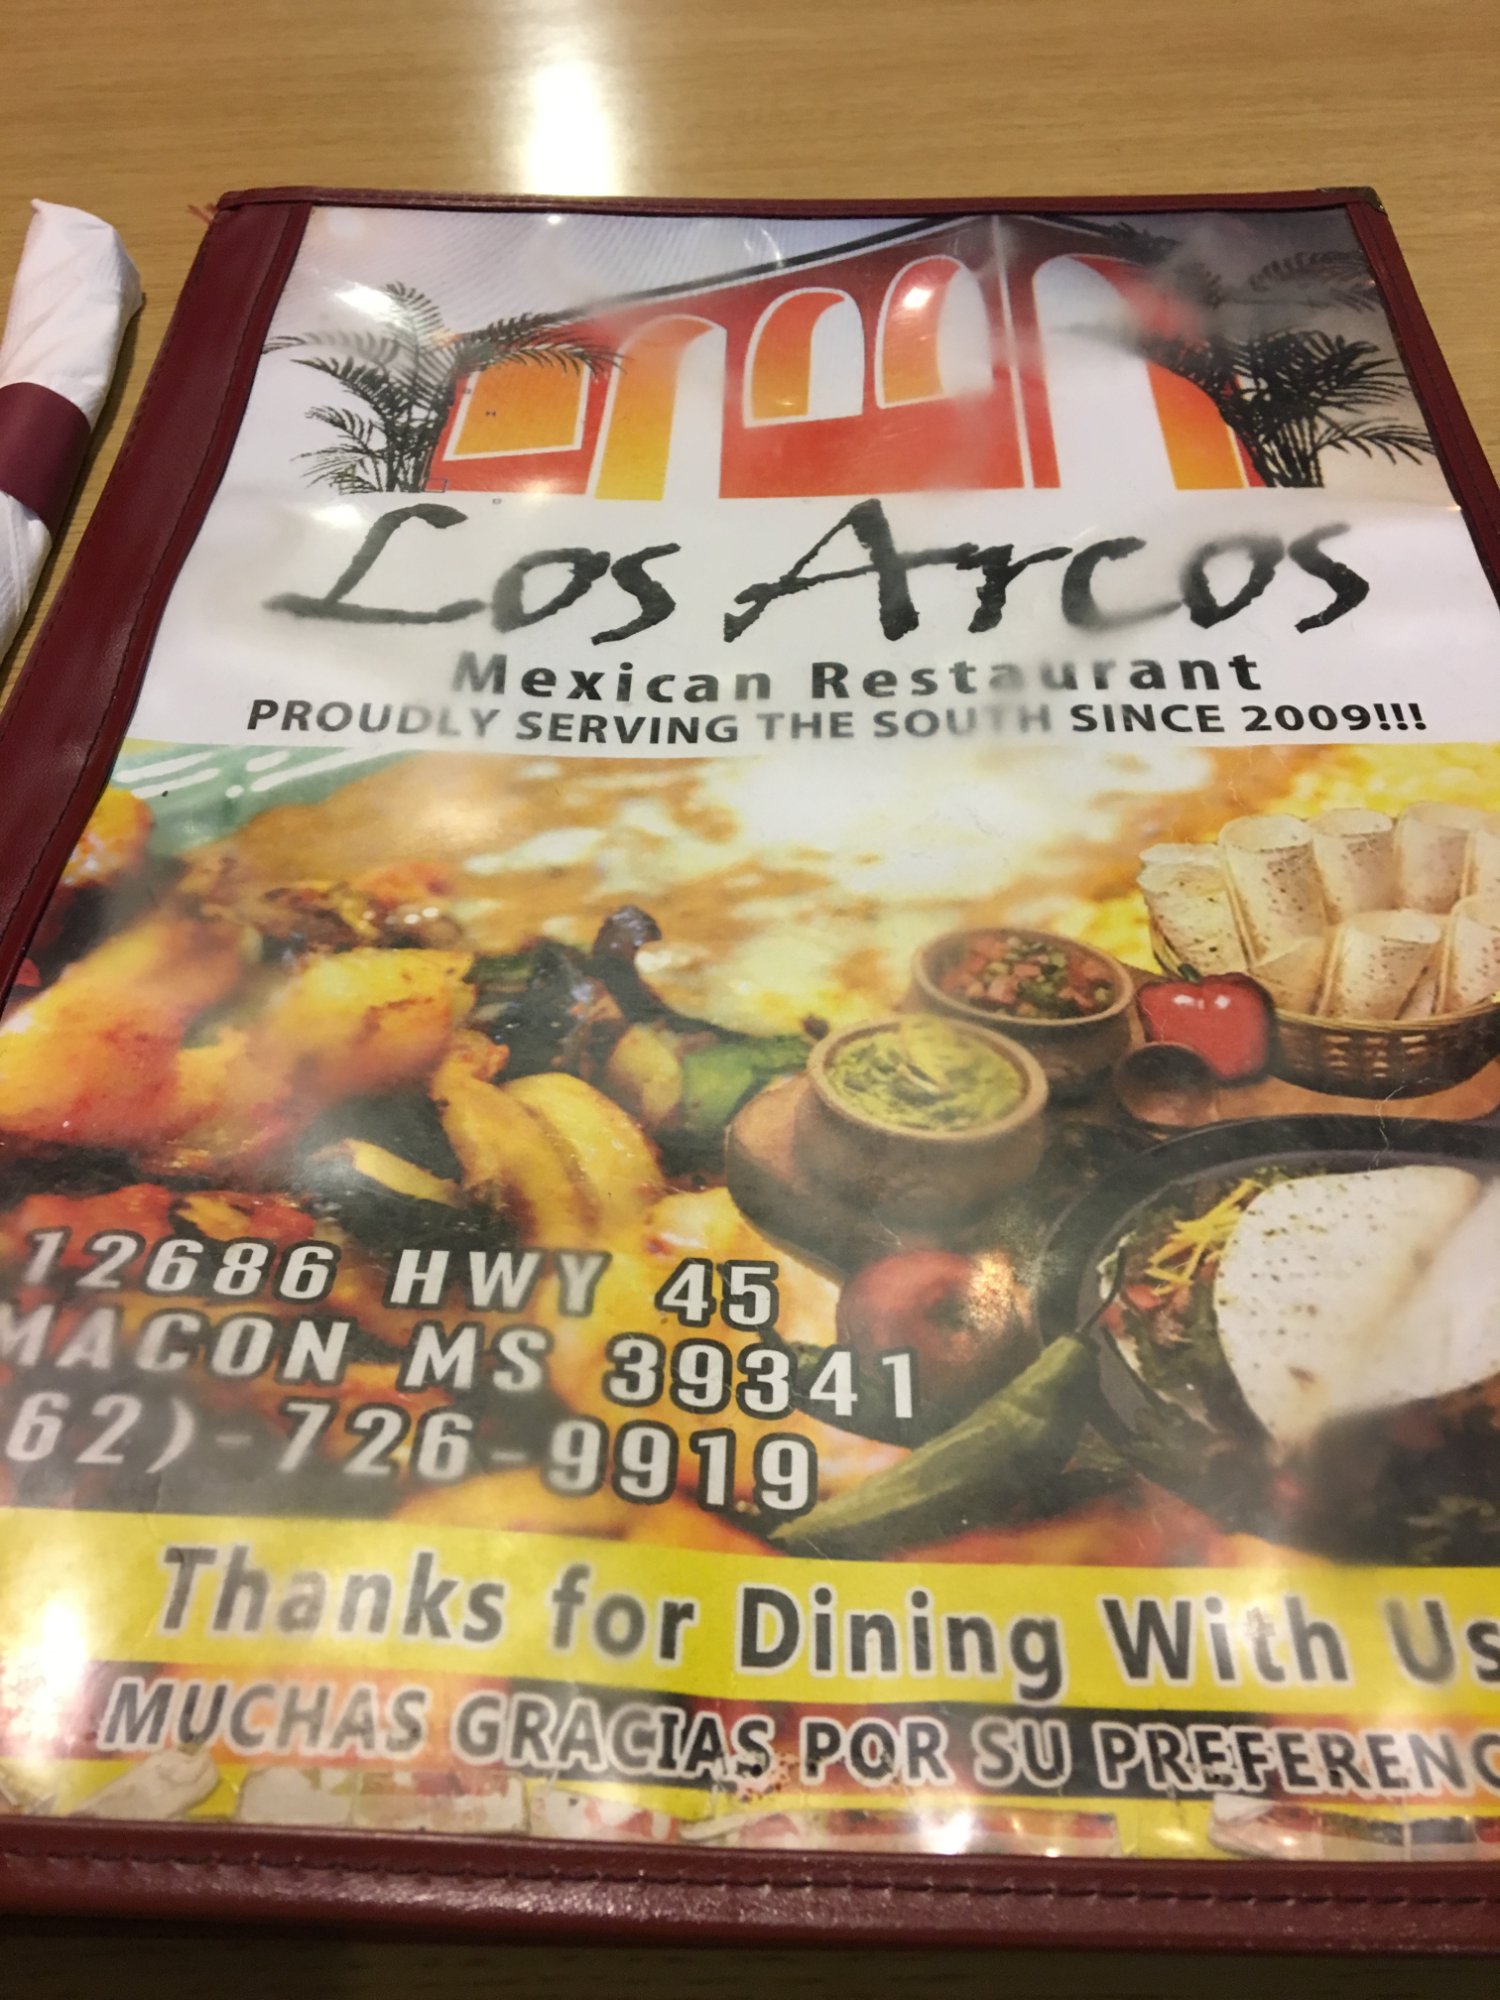 Los Arcos
Mexican Restaurant
PROUDLY SERVING THE SOUTH SINCE 2009!!!
12686 HWY 45
MACON MS 39341
62)-726-9919
Thanks for Dining With Us
MUCHAS GRACIAS POR SU PREFERENC